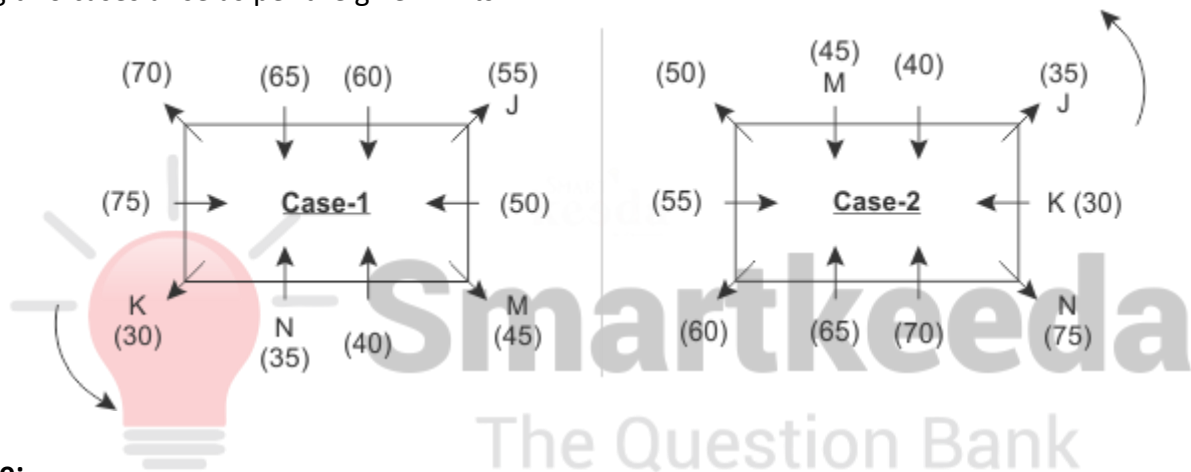 (70) (65) (60) (55)
J
(75) Case-1 (50)
K
(30)
N
(35)
(40)
M
(45)
(50) (45)
M
(40) (35)
J
(55) Case-2 K (30)
(60) (65) (70) N
(75)
Smartkeeda
The Question Bank